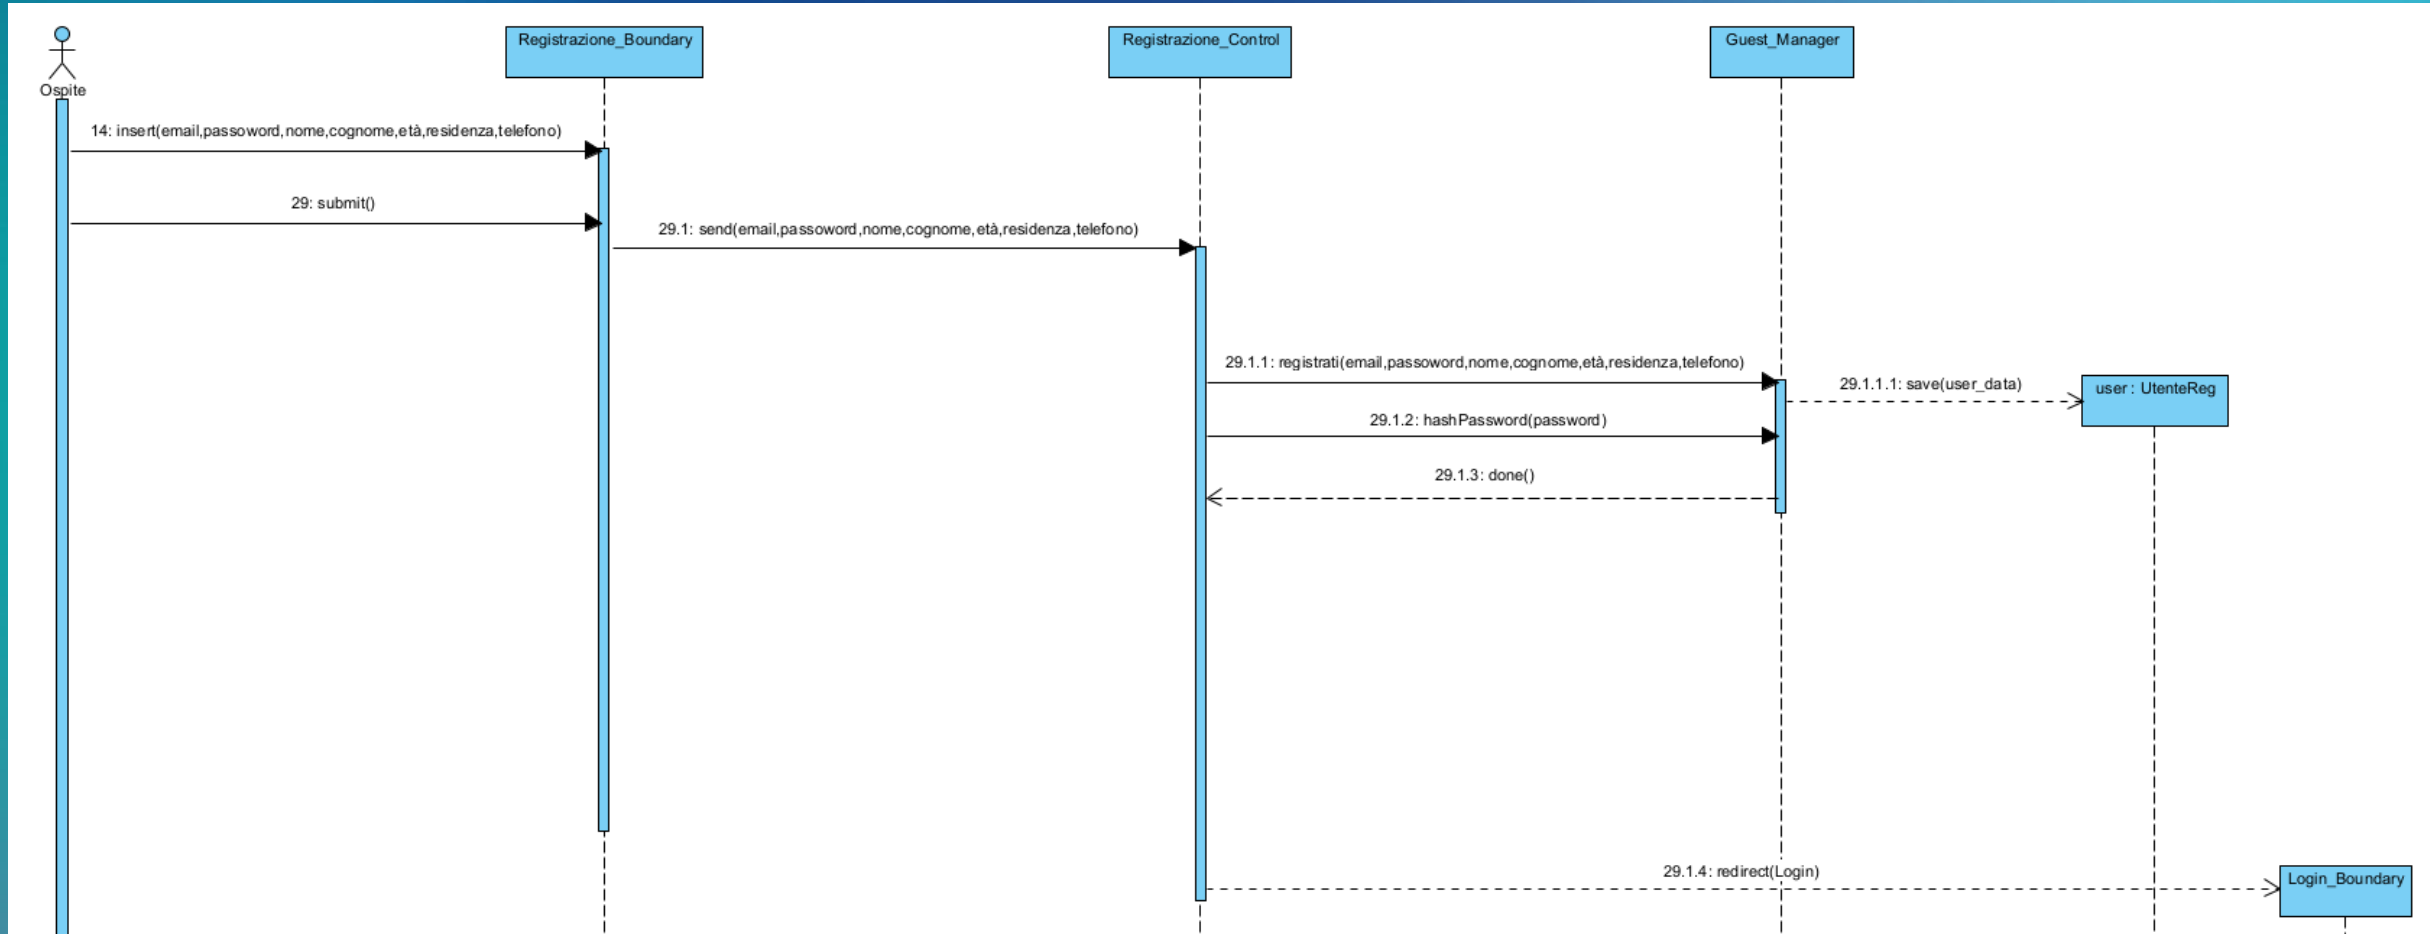 Registrazione_Boundary
Registrazione_Control
Guest_Manager
Ospite
14: insert(email,passoword,nome,cognome,età,residenza,telefono)
29: submit()
29.1: send(email,passoword,nome,cognome,età,residenza,telefono)
29.1.1: registrati(email,passoword,nome,cognome,età,residenza,telefono)
29.1.1.1: save(user_data)
user : UtenteReg
29.1.2: hashPassword(password)
29.1.3: done()
29.1.4: redirect(Login)
Login_Boundary